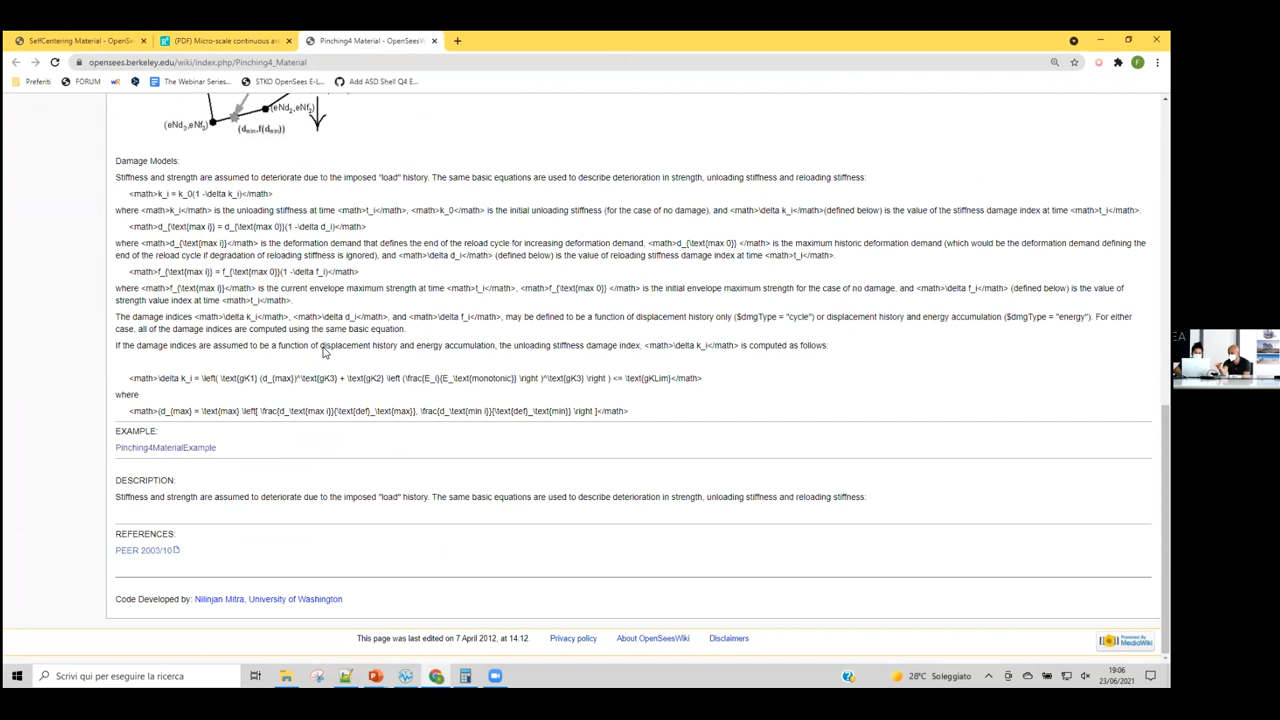 SelfCentering Material - OpenSe
(PDF) Micro-scale continuous an
Pinching4 Material - OpenSeesW
opensees.berkeley.edu/wiki/index.php/Pinching4_Material
Preferiti
FORUM
The Webinar Series...
STKO OpenSees E-L...
Add ASD Shell Q4 E...
(eNd2,eNf2)
(eNd3,eNf3)
(dmin,f(dmin))
Damage Models:
Stiffness and strength are assumed to deteriorate due to the imposed "load" history. The same basic equations are used to describe deterioration in strength, unloading stiffness and reloading stiffness:
<math>k_i = k_0(1 -\delta k_i)</math>
where <math>k_i</math> is the unloading stiffness at time <math>t_i</math>, <math>k_0</math> is the initial unloading stiffness (for the case of no damage), and <math>\delta k_i</math>(defined below) is the value of the stiffness damage index at time <math>t_i</math>.
<math>d_{\text{max i}} = d_{\text{max 0}}(1 -\delta d_i)</math>
where <math>d_{\text{max i}}</math> is the deformation demand that defines the end of the reload cycle for increasing deformation demand, <math>d_{\text{max 0}} </math> is the maximum historic deformation demand (which would be the deformation demand defining the
end of the reload cycle if degradation of reloading stiffness is ignored), and <math>\delta d_i</math> (defined below) is the value of reloading stiffness damage index at time <math>t_i</math>.
<math>f_{\text{max i}} = f_{\text{max 0}}(1 -\delta f_i)</math>
where <math>f_{\text{max i}}</math> is the current envelope maximum strength at time <math>t_i</math>, <math>f_{\text{max 0}} </math> is the initial envelope maximum strength for the case of no damage, and <math>\delta f_i</math> (defined below) is the value of
strength value index at time <math>t_i</math>.
The damage indices <math>\delta k_i</math>, <math>\delta d_i</math>, and <math>\delta f_i</math>, may be defined to be a function of displacement history only ($dmgType = "cycle") or displacement history and energy accumulation ($dmgType = "energy"). For either
case, all of the damage indices are computed using the same basic equation.
If the damage indices are assumed to be a function of displacement history and energy accumulation, the unloading stiffness damage index, <math>\delta k_i</math> is computed as follows:
<math>\delta k_i = \left( \text{gK1} (d_{max})^\text{gK3} + \text{gK2} \left (\frac{E_i}{E_\text{monotonic}} \right )^\text{gK3} \right ) <= \text{gKLim}</math>
where
<math>(d_{max} = \text{max} \left[ \frac{d_\text{max i}}{\text{def}_\text{max}}, \frac{d_\text{min i}}{\text{def}_\text{min}} \right ]</math>
EXAMPLE:
Pinching4MaterialExample
DESCRIPTION:
Stiffness and strength are assumed to deteriorate due to the imposed "load" history. The same basic equations are used to describe deterioration in strength, unloading stiffness and reloading stiffness:
REFERENCES:
PEER 2003/10
Code Developed by: Nilinjan Mitra, University of Washington
This page was last edited on 7 April 2012, at 14:12.
Privacy policy
About OpenSeesWiki
Disclaimers
Powered By
MediaWiki
Scrivi qui per eseguire la ricerca
28°C Soleggiato
19:06
23/06/2021